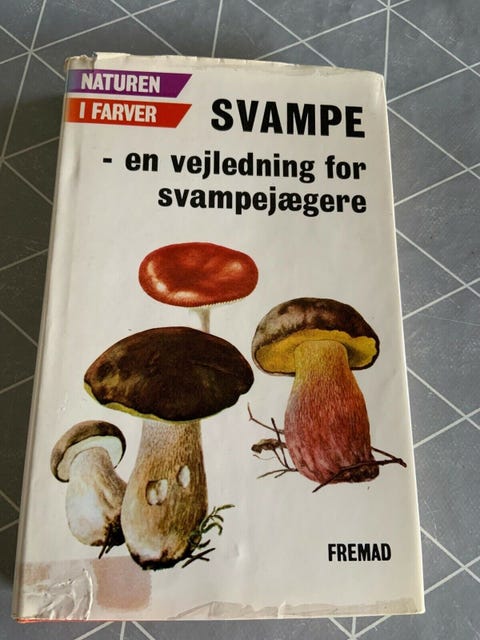 NATUREN
I FARVER
SVAMPE
- en vejledning for
svampejægere
FREMAD